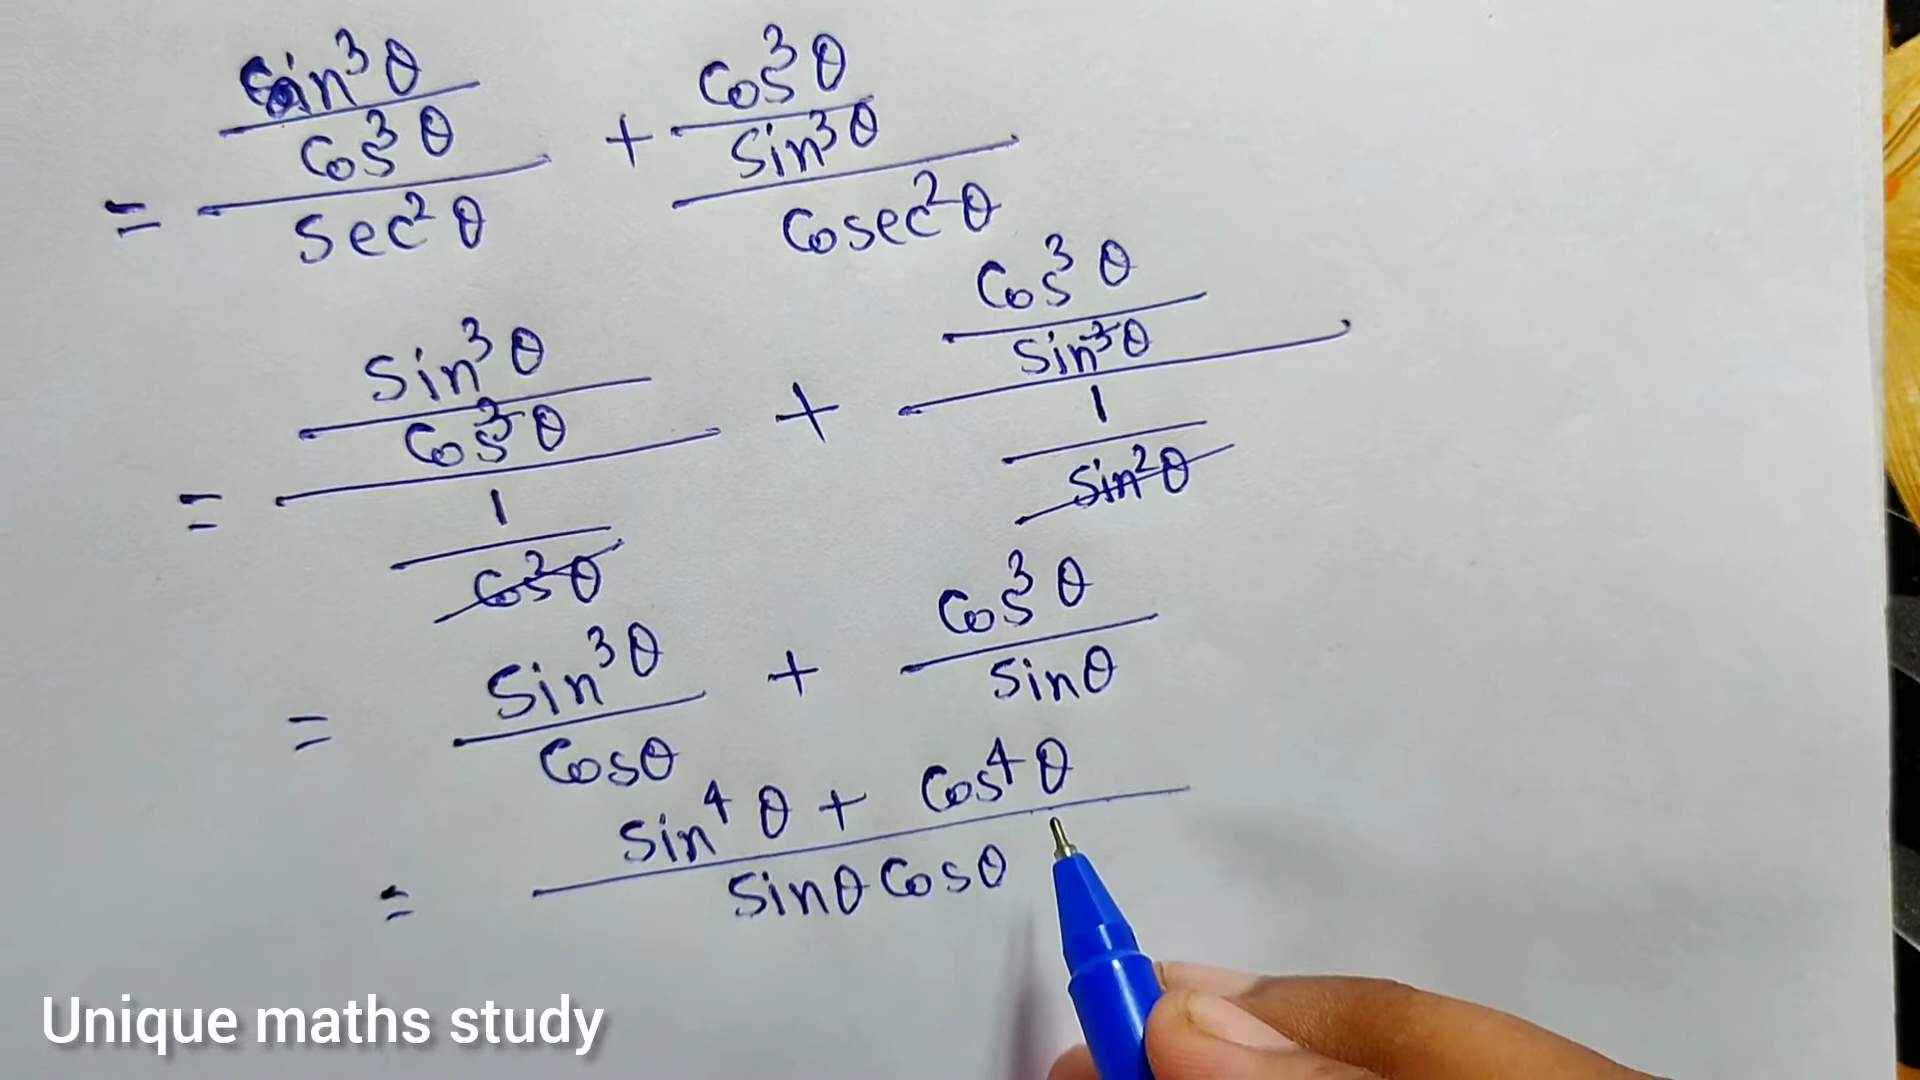 = (sin³θ / cos³θ) / sec²θ + (cos³θ / sin³θ) / cosec²θ
= (sin³θ / cos³θ) / (1 / cos²θ) + (cos³θ / sin³θ) / (1 / sin²θ)
= sin³θ / cosθ + cos³θ / sinθ
= (sin⁴θ + cos⁴θ) / (sinθ cosθ)
Unique maths study